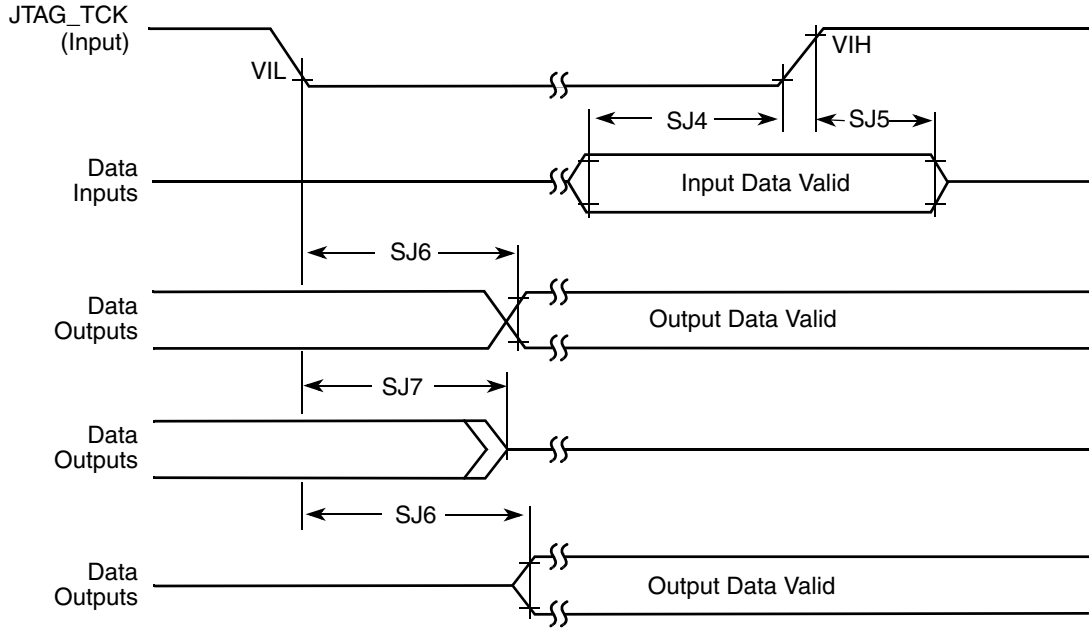 JTAG_TCK
(Input)
VIL
VIH
SJ4
SJ5
Data
Inputs
Input Data Valid
SJ6
Data
Outputs
Output Data Valid
SJ7
Data
Outputs
SJ6
Data
Outputs
Output Data Valid